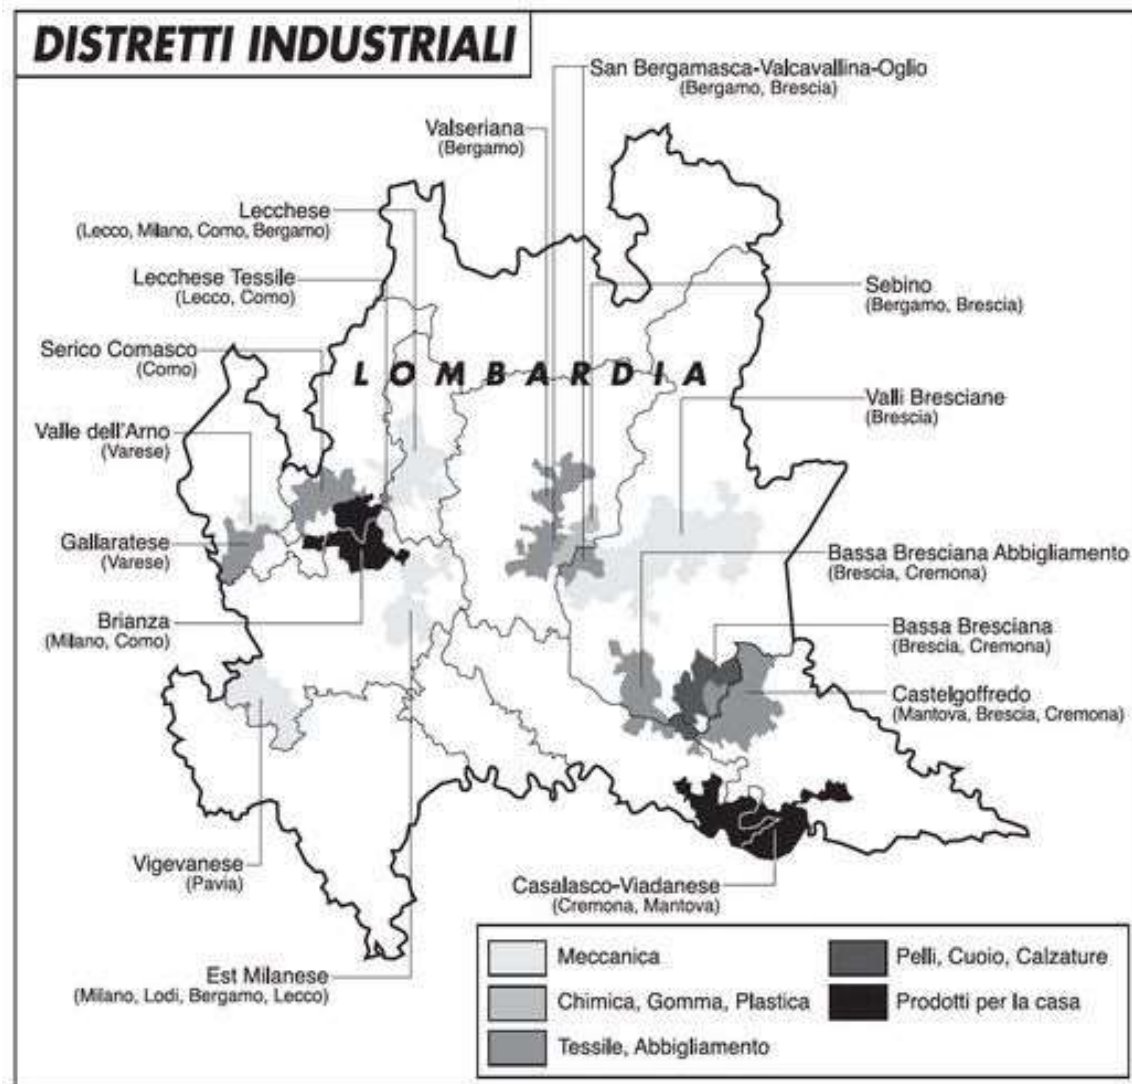 DISTRETTI INDUSTRIALI
San Bergamasca-Valcavallina-Oglio
(Bergamo, Brescia)
Valseriana
(Bergamo)
Lecchese
(Lecco, Milano, Como, Bergamo)
Lecchese Tessile
(Lecco, Como)
Sebino
(Bergamo, Brescia)
Serico Comasco
(Como)
LOMBARDIA
Valli Bresciane
(Brescia)
Valle dell'Arno
(Varese)
Gallaratese
(Varese)
Bassa Bresciana Abbigliamento
(Brescia, Cremona)
Brianza
(Milano, Como)
Bassa Bresciana
(Brescia, Cremona)
Castelgoffredo
(Mantova, Brescia, Cremona)
Vigevanese
(Pavia)
Casalasco-Viadanese
(Cremona, Mantova)
Est Milanese
(Milano, Lodi, Bergamo, Lecco)
Meccanica
Chimica, Gomma, Plastica
Tessile, Abbigliamento
Pelli, Cuoio, Calzature
Prodotti per la casa